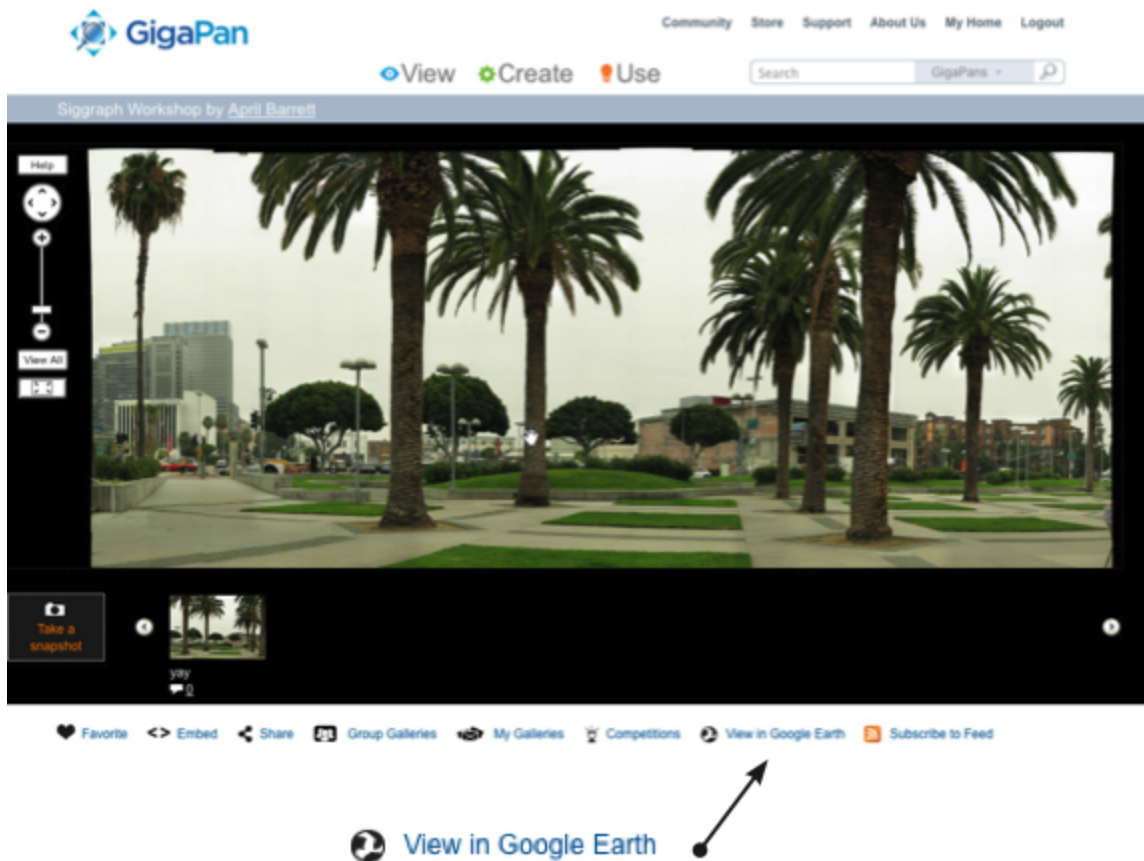 GigaPan
Community Store Support About Us My Home Logout
View Create Use
Search GigaPans
Siggraph Workshop by April Barrett
Help
View All
Take a
snapshot
yay
0
Favorite Embed Share Group Galleries My Galleries Competitions View in Google Earth Subscribe to Feed
View in Google Earth